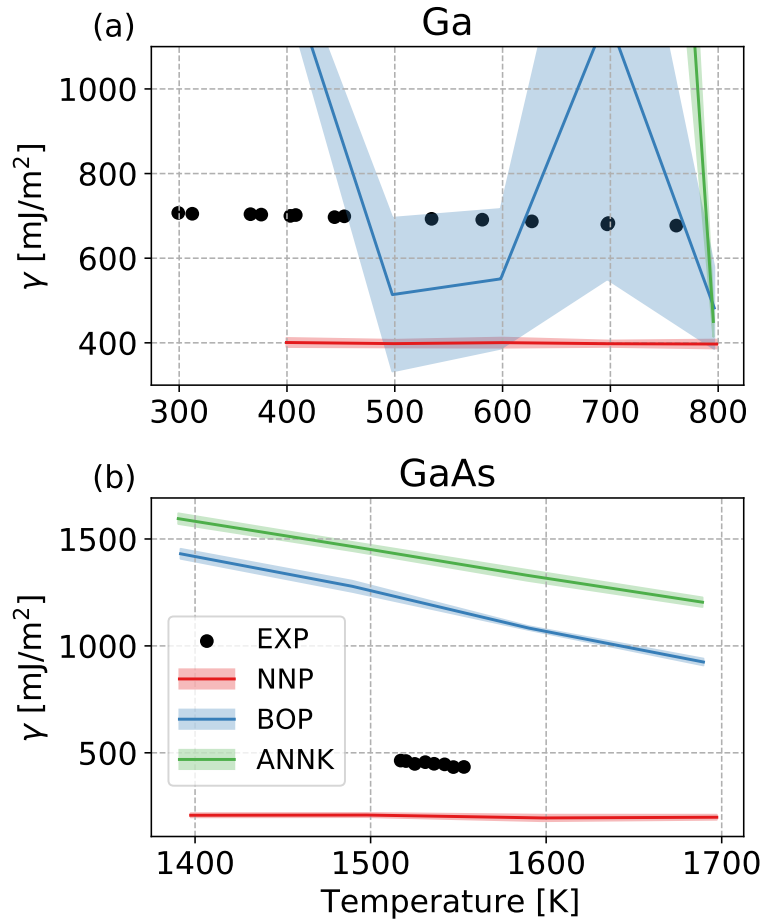 (a)
Ga
1000
800
600
400
γ [mJ/m²]
300 400 500 600 700 800
(b)
GaAs
1500
1000
500
γ [mJ/m²]
EXP
NNP
BOP
ANNK
1400 1500 1600 1700
Temperature [K]